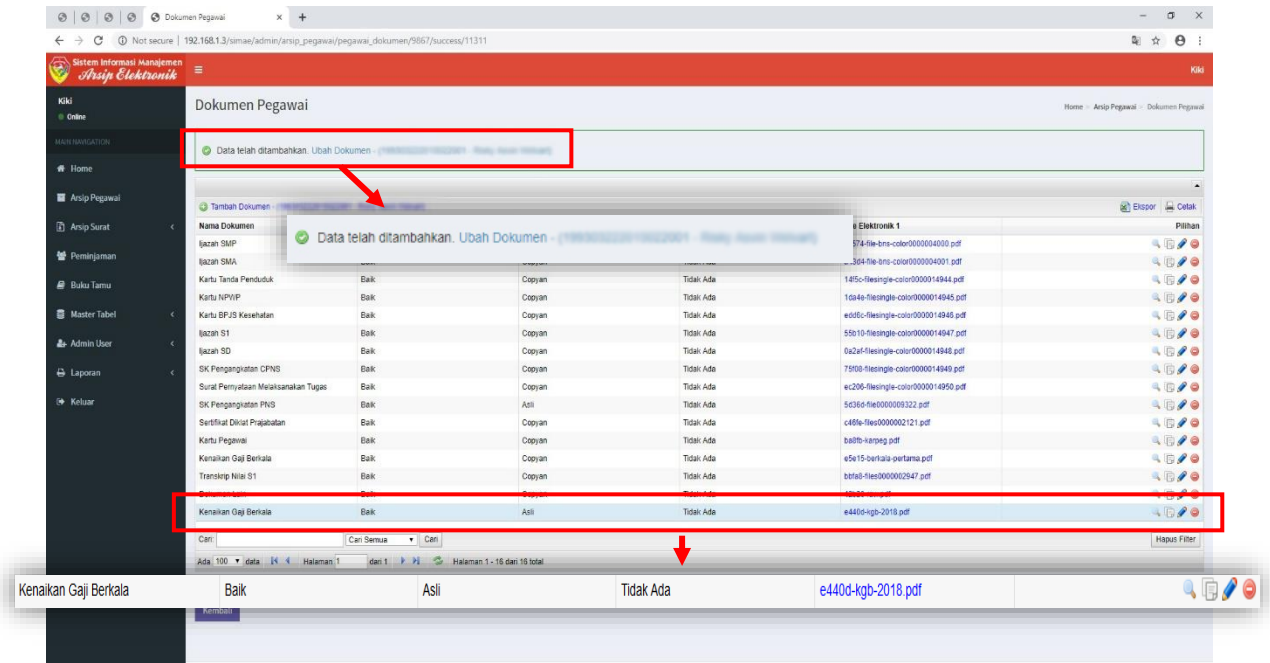 Dokumen Pegawai
Not secure | 192.168.1.3/simae/admin/arsip_pegawai/pegawai_dokumen/9867/success/11311
Sistem Informasi Manajemen
Arsip Elektronik
Kiki
Kiki
Online
MAIN NAVIGATION
Home
Arsip Pegawai
Arsip Surat
Peminjaman
Buku Tamu
Master Tabel
Admin User
Laporan
Keluar
Dokumen Pegawai
Home > Arsip Pegawai > Dokumen Pegawai
Data telah ditambahkan. Ubah Dokumen -
Tambah Dokumen -
Ekspor Cetak
Data telah ditambahkan. Ubah Dokumen -
Nama Dokumen Elektronik 1 Pilihan
Ijazah SMP 574-file-bns-color0000004000.pdf
Ijazah SMA d4-file-bns-color0000004001.pdf
Kartu Tanda Penduduk Baik Copyan Tidak Ada 14f5c-filesingle-color0000014944.pdf
Kartu NPWP Baik Copyan Tidak Ada 1da4e-filesingle-color0000014945.pdf
Kartu BPJS Kesehatan Baik Copyan Tidak Ada edd6c-filesingle-color0000014946.pdf
Ijazah S1 Baik Copyan Tidak Ada 55b10-filesingle-color0000014947.pdf
Ijazah SD Baik Copyan Tidak Ada 0a2af-filesingle-color0000014948.pdf
SK Pengangkatan CPNS Baik Copyan Tidak Ada 75f08-filesingle-color0000014949.pdf
Surat Pernyataan Melaksanakan Tugas Baik Copyan Tidak Ada ec206-filesingle-color0000014950.pdf
SK Pengangkatan PNS Baik Asli Tidak Ada 5d36d-file0000009322.pdf
Sertifikat Diklat Prajabatan Baik Copyan Tidak Ada c46fe-files0000002121.pdf
Kartu Pegawai Baik Copyan Tidak Ada ba8fb-karpeg.pdf
Kenaikan Gaji Berkala Baik Copyan Tidak Ada e5e15-berkala-pertama.pdf
Transkrip Nilai S1 Baik Copyan Tidak Ada bbfa8-files0000002947.pdf
Kenaikan Gaji Berkala Baik Asli Tidak Ada e440d-kgb-2018.pdf
Cari: Cari Semua Cari Hapus Filter
Ada 100 data Halaman 1 dari 1 Halaman 1 - 16 dari 16 total
Kenaikan Gaji Berkala Baik Asli Tidak Ada e440d-kgb-2018.pdf
Kembali